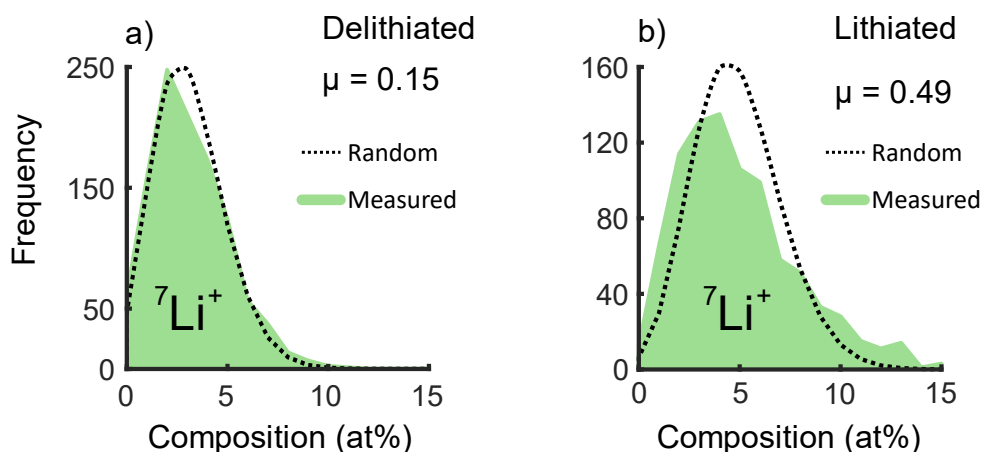 a)
Delithiated
μ = 0.15
Random
Measured
⁷Li⁺
Frequency
250
150
50
0
0
5
10
15
Composition (at%)
b)
Lithiated
μ = 0.49
Random
Measured
⁷Li⁺
160
120
80
40
0
0
5
10
15
Composition (at%)